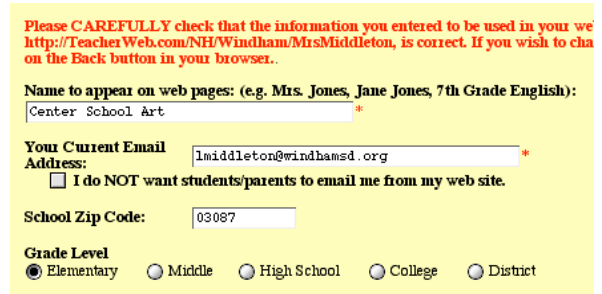 Please CAREFULLY check that the information you entered to be used in your we
http://TeacherWeb.com/NH/Windham/MrsMiddleton, is correct. If you wish to cha
on the Back button in your browser..
Name to appear on web pages: (e.g. Mrs. Jones, Jane Jones, 7th Grade English):
Center School Art *
Your Current Email
Address: lmiddleton@windhamsd.org *
I do NOT want students/parents to email me from my web site.
School Zip Code: 03087
Grade Level
Elementary Middle High School College District